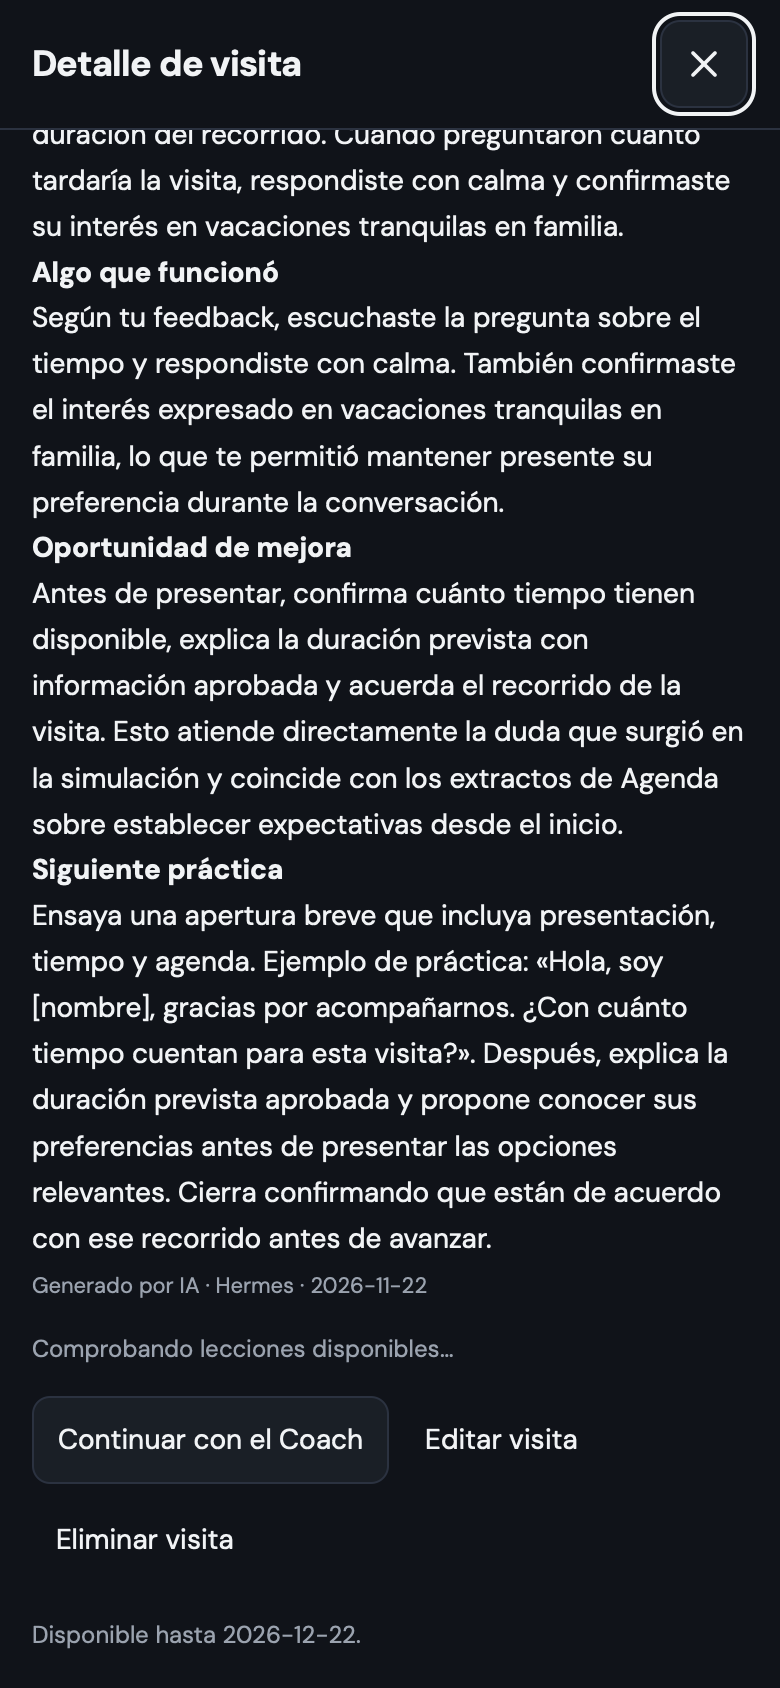 Detalle de visita
duración del recorrido. Cuando preguntaron cuánto
tardaría la visita, respondiste con calma y confirmaste
su interés en vacaciones tranquilas en familia.
Algo que funcionó
Según tu feedback, escuchaste la pregunta sobre el
tiempo y respondiste con calma. También confirmaste
el interés expresado en vacaciones tranquilas en
familia, lo que te permitió mantener presente su
preferencia durante la conversación.
Oportunidad de mejora
Antes de presentar, confirma cuánto tiempo tienen
disponible, explica la duración prevista con
información aprobada y acuerda el recorrido de la
visita. Esto atiende directamente la duda que surgió en
la simulación y coincide con los extractos de Agenda
sobre establecer expectativas desde el inicio.
Siguiente práctica
Ensaya una apertura breve que incluya presentación,
tiempo y agenda. Ejemplo de práctica: «Hola, soy
[nombre], gracias por acompañarnos. ¿Con cuánto
tiempo cuentan para esta visita?». Después, explica la
duración prevista aprobada y propone conocer sus
preferencias antes de presentar las opciones
relevantes. Cierra confirmando que están de acuerdo
con ese recorrido antes de avanzar.
Generado por IA · Hermes · 2026-11-22
Comprobando lecciones disponibles…
Continuar con el Coach
Editar visita
Eliminar visita
Disponible hasta 2026-12-22.